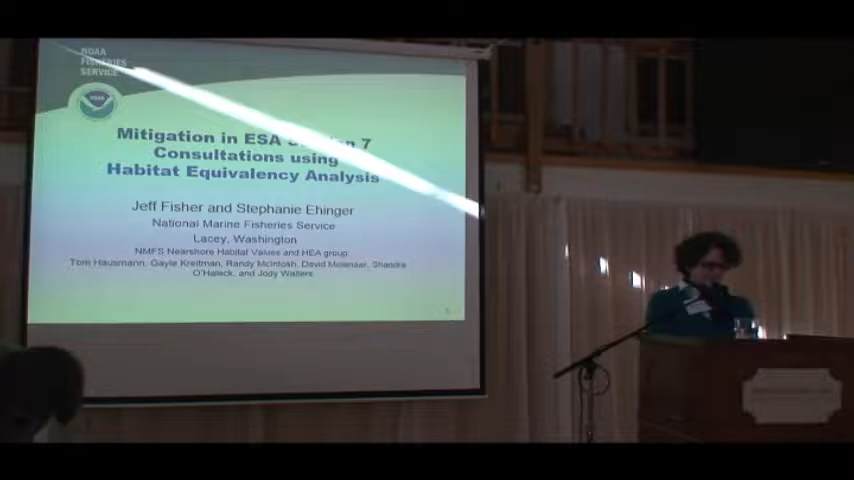 NOAA
FISHERIES
SERVICE
Mitigation in ESA 7
Consultations using
Habitat Equivalency Analysis
Jeff Fisher and Stephanie Ehinger
National Marine Fisheries Service
Lacey, Washington
NMFS Nearshore Habitat Values and HEA group
Tom Hausmann, Gayle Kreitman, Randy McIntosh, David Molenaar, Shandra
O'Haleck, and Jody Walters